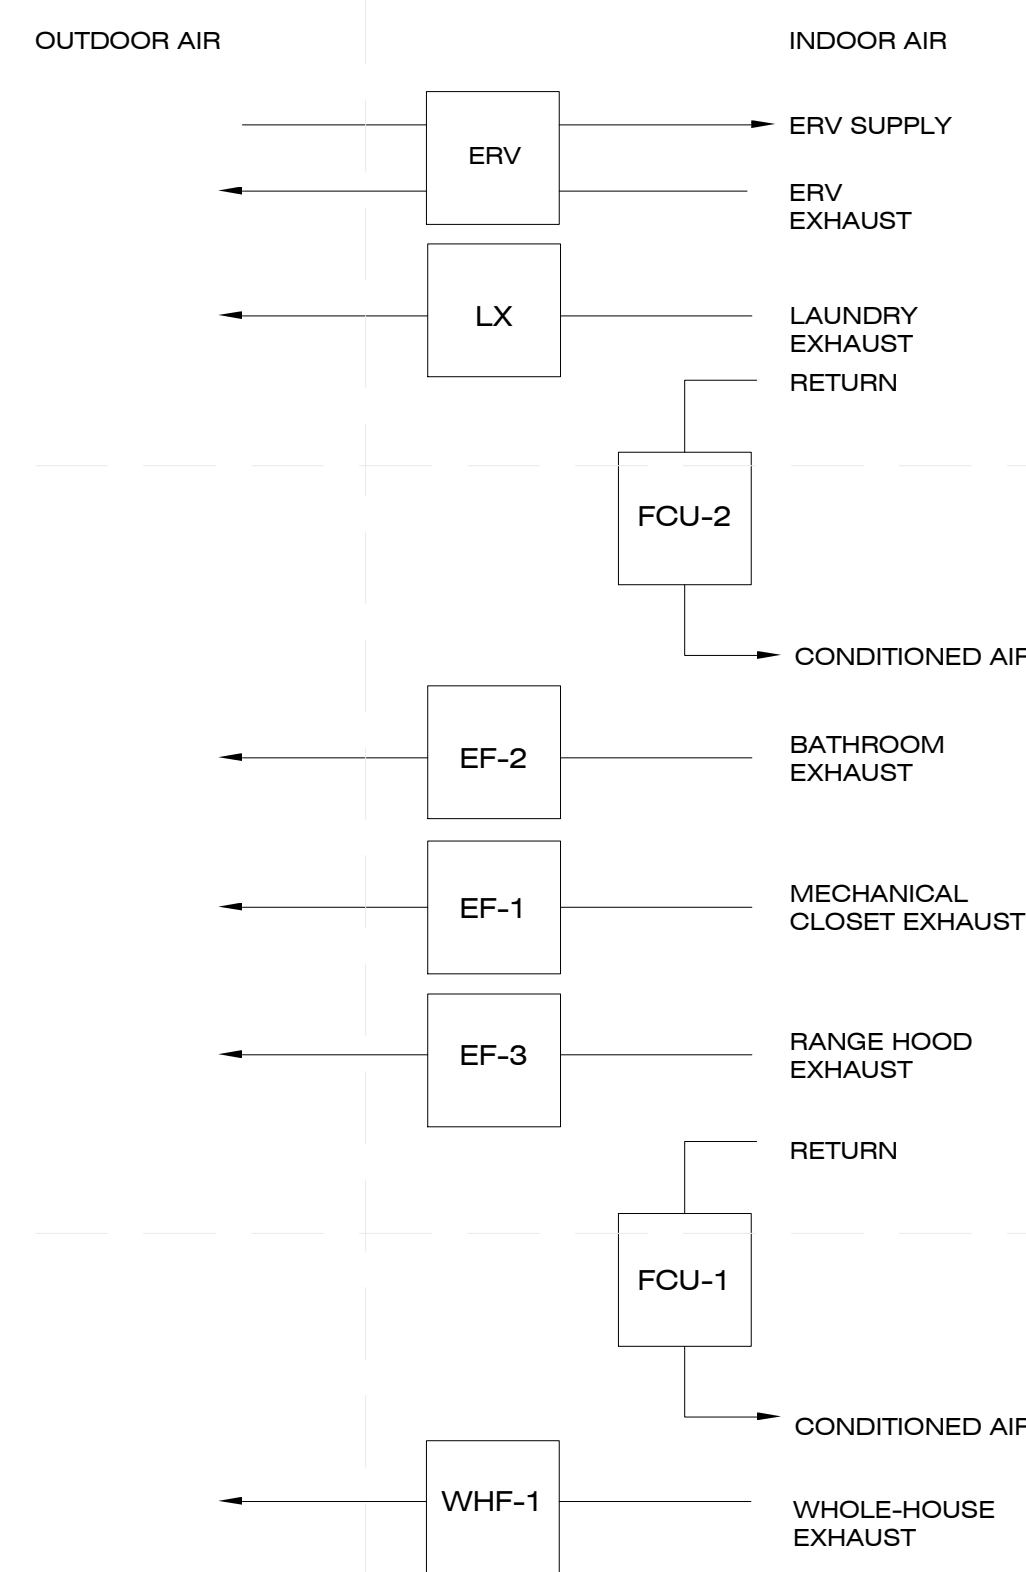 OUTDOOR AIR
INDOOR AIR
ERV SUPPLY
ERV
ERV
EXHAUST
LX
LAUNDRY
EXHAUST
RETURN
FCU-2
CONDITIONED AIR
EF-2
BATHROOM
EXHAUST
EF-1
MECHANICAL
CLOSET EXHAUST
EF-3
RANGE HOOD
EXHAUST
RETURN
FCU-1
CONDITIONED AIR
WHF-1
WHOLE-HOUSE
EXHAUST